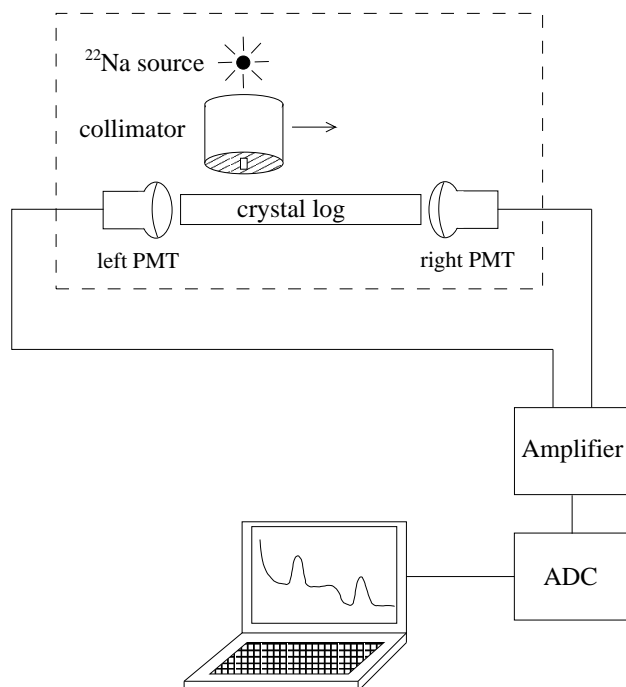 ²²Na source
collimator
crystal log
left PMT
right PMT
Amplifier
ADC